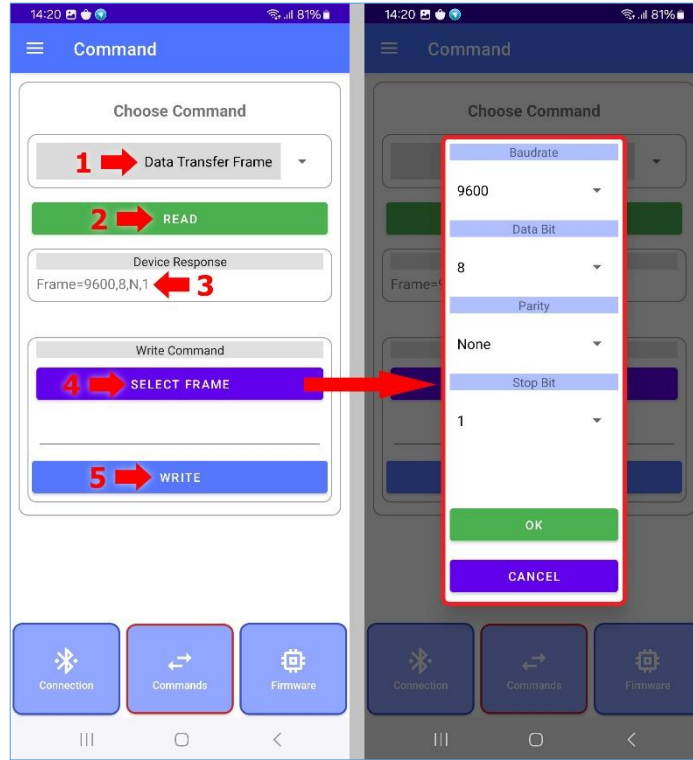 14:20 81%
Command
Choose Command
1 Data Transfer Frame
2 READ
Device Response
Frame=9600,8,N,1 3
Write Command
4 SELECT FRAME
5 WRITE
Connection Commands Firmware
14:20 81%
Command
Choose Command
Baudrate
9600
Data Bit
8
Frame=9
Parity
None
Stop Bit
1
OK
CANCEL
Connection Commands Firmware